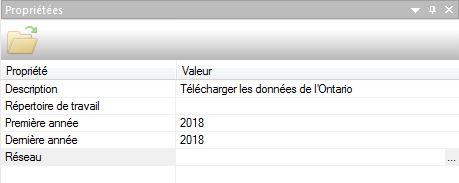 Propriétées
Propriété Valeur
Description Télécharger les données de l'Ontario
Répertoire de travail
Première année 2018
Dernière année 2018
Réseau ...